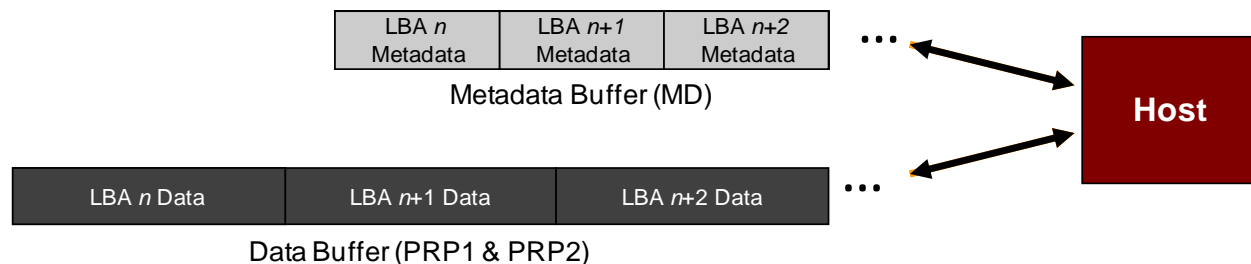 LBA n
Metadata
LBA n+1
Metadata
LBA n+2
Metadata
...
Metadata Buffer (MD)
Host
LBA n Data
LBA n+1 Data
LBA n+2 Data
...
Data Buffer (PRP1 & PRP2)